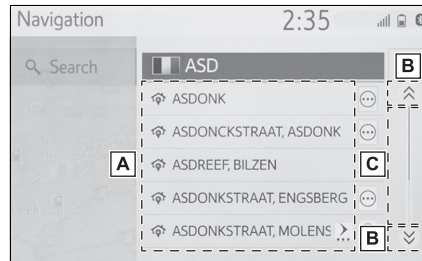 Navigation 2:35
Search
ASD
B
ASDONK
ASDONCKSTRAAT, ASDONK
A
ASDREEF, BILZEN
C
ASDONKSTRAAT, ENGSBERG
ASDONKSTRAAT, MOLENS
B